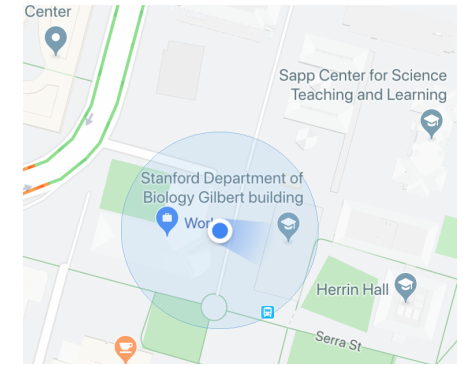 Center
Sapp Center for Science
Teaching and Learning
Stanford Department of
Biology Gilbert building
Work
Herrin Hall
Serra St